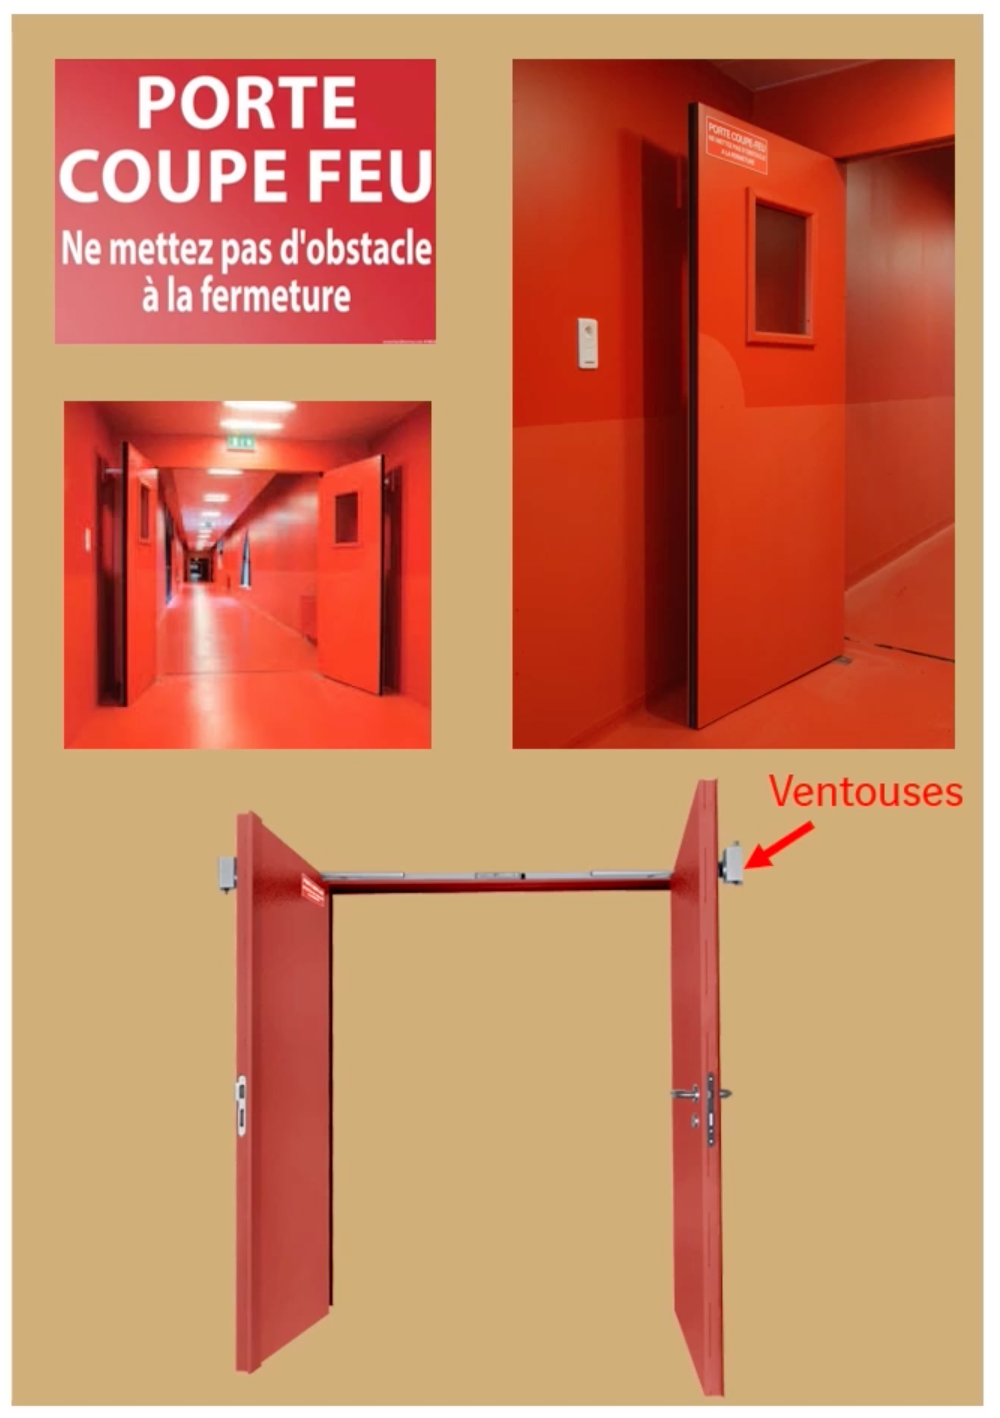 PORTE
COUPE FEU
Ne mettez pas d'obstacle
à la fermeture
PORTE COUPE-FEU
NE METTEZ PAS D'OBSTACLE
A LA FERMETURE
Ventouses